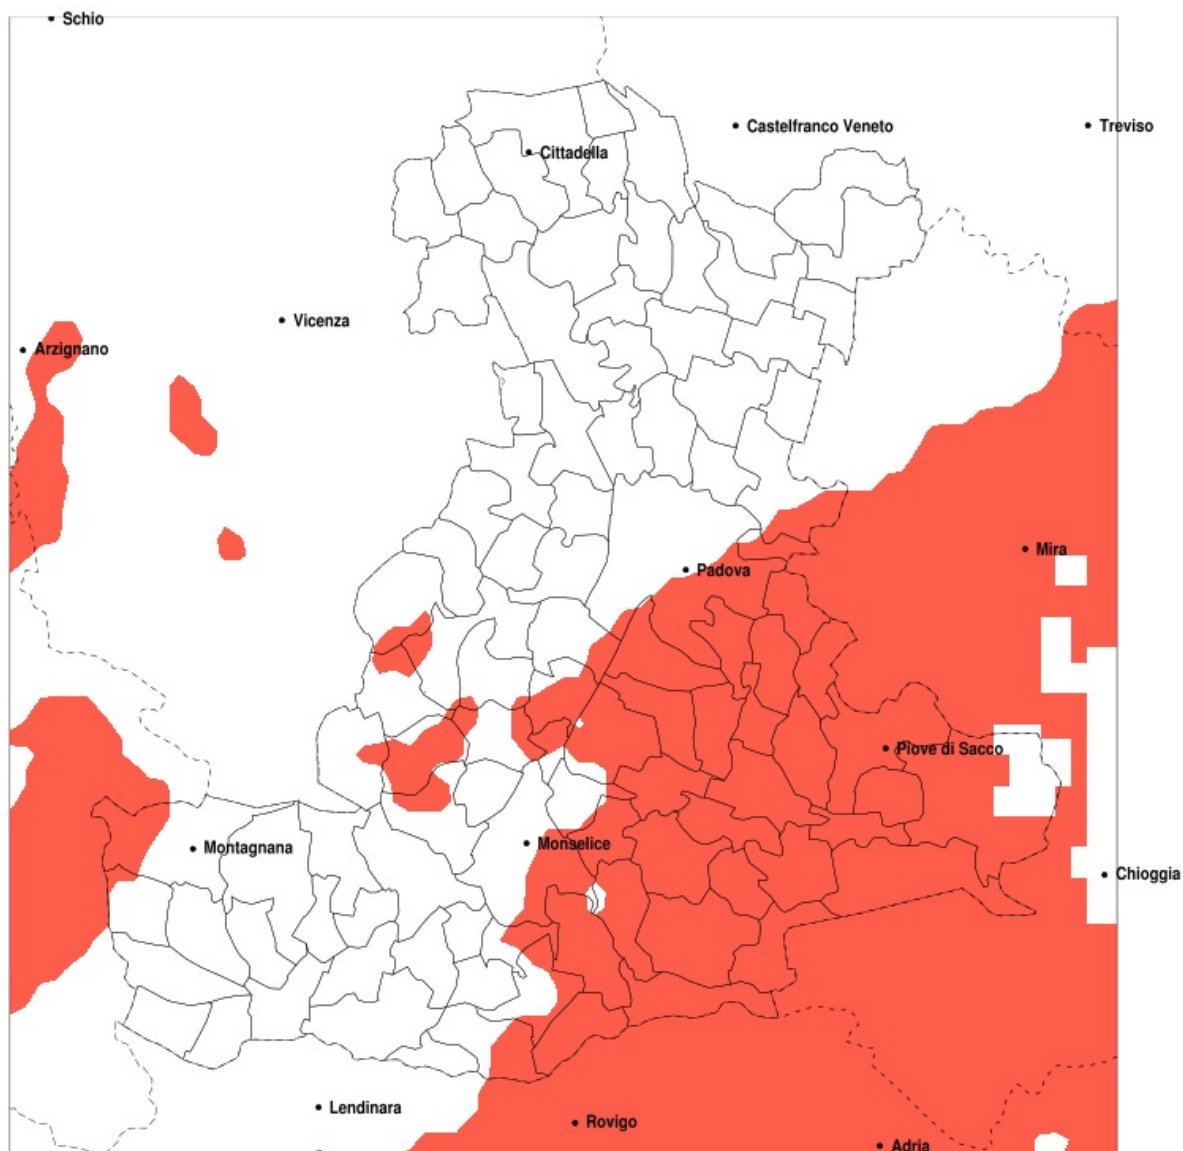 Schio
Castelfranco Veneto
Treviso
Cittadella
Vicenza
Arzignano
Mira
Padova
Piove di Sacco
Montagnana
Monselice
Chioggia
Lendinara
Rovigo
Adria